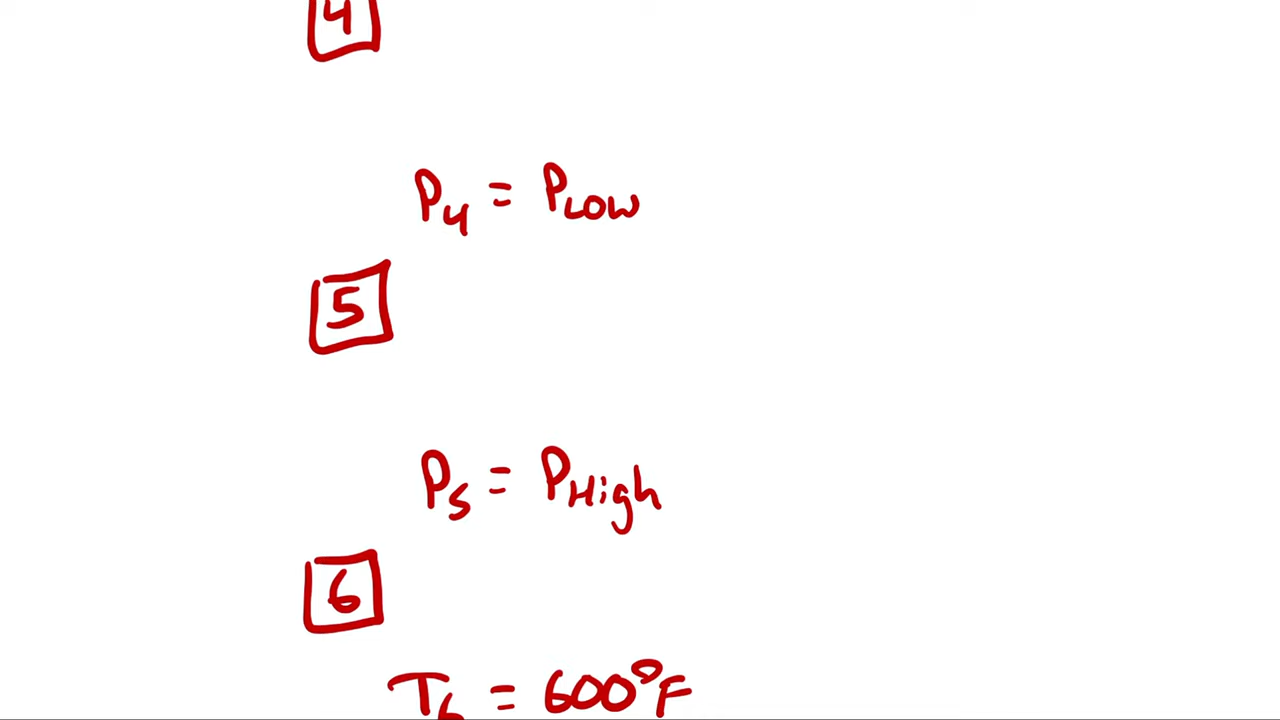 4
P4 = PLOW
5
P5 = PHigh
6
T6 = 600°F